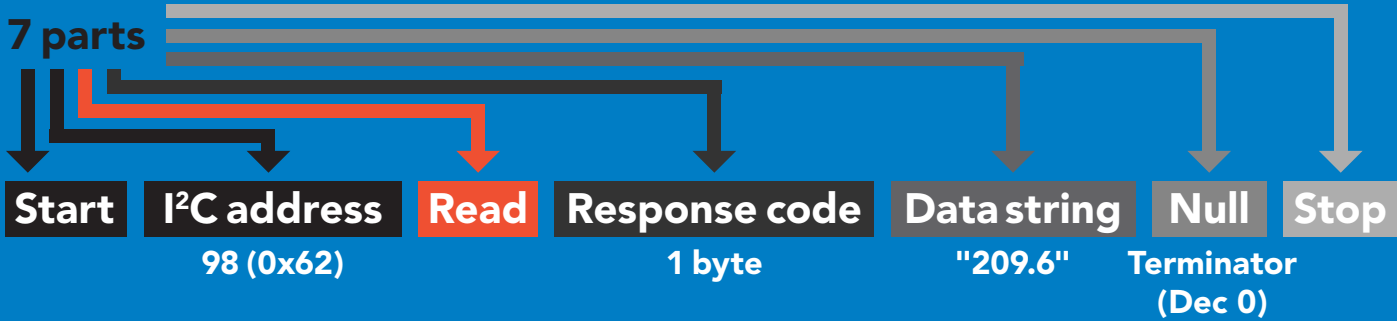 7 parts
Start I²C address Read Response code Data string Null Stop
98 (0x62) 1 byte "209.6" Terminator
(Dec 0)